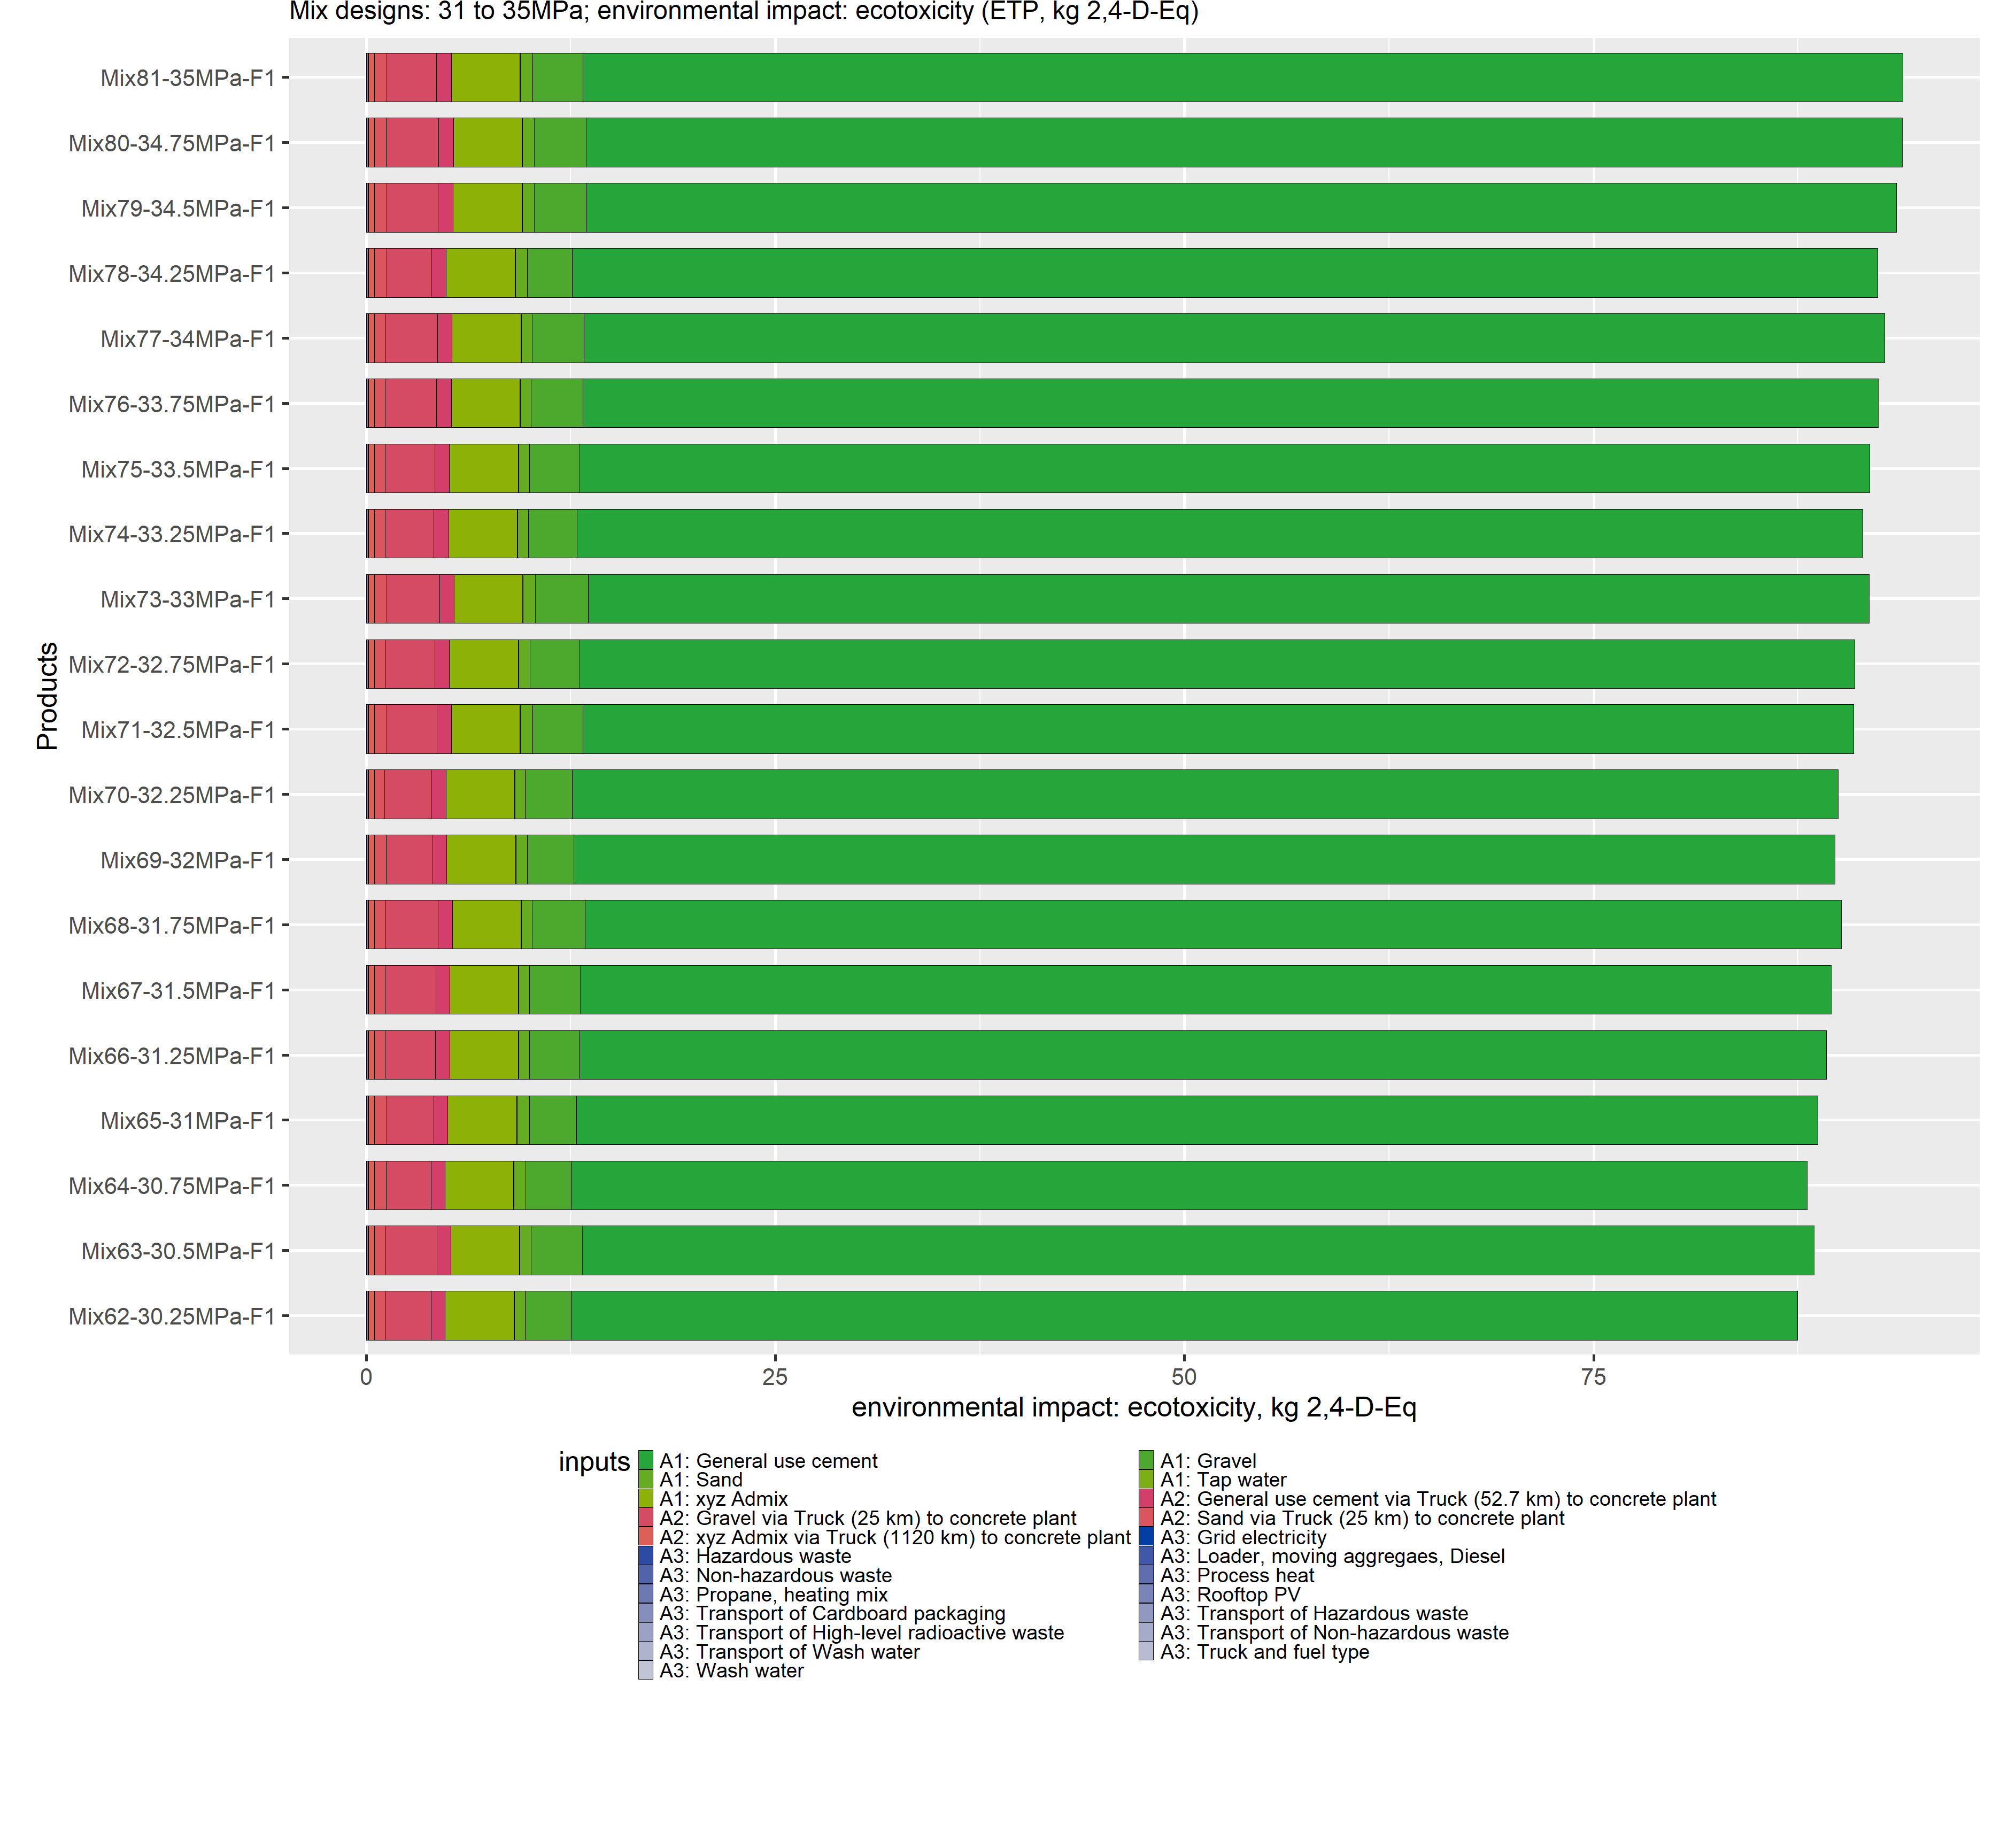 Mix designs: 31 to 35MPa; environmental impact: ecotoxicity (ETP, kg 2,4-D-Eq)
Mix81-35MPa-F1
Mix80-34.75MPa-F1
Mix79-34.5MPa-F1
Mix78-34.25MPa-F1
Mix77-34MPa-F1
Mix76-33.75MPa-F1
Mix75-33.5MPa-F1
Mix74-33.25MPa-F1
Mix73-33MPa-F1
Mix72-32.75MPa-F1
Mix71-32.5MPa-F1
Mix70-32.25MPa-F1
Mix69-32MPa-F1
Mix68-31.75MPa-F1
Mix67-31.5MPa-F1
Mix66-31.25MPa-F1
Mix65-31MPa-F1
Mix64-30.75MPa-F1
Mix63-30.5MPa-F1
Mix62-30.25MPa-F1
Products
0 25 50 75
environmental impact: ecotoxicity, kg 2,4-D-Eq
inputs
A1: General use cement A1: Gravel
A1: Sand A1: Tap water
A1: xyz Admix A2: General use cement via Truck (52.7 km) to concrete plant
A2: Gravel via Truck (25 km) to concrete plant A2: Sand via Truck (25 km) to concrete plant
A2: xyz Admix via Truck (1120 km) to concrete plant A3: Grid electricity
A3: Hazardous waste A3: Loader, moving aggregaes, Diesel
A3: Non-hazardous waste A3: Process heat
A3: Propane, heating mix A3: Rooftop PV
A3: Transport of Cardboard packaging A3: Transport of Hazardous waste
A3: Transport of High-level radioactive waste A3: Transport of Non-hazardous waste
A3: Transport of Wash water A3: Truck and fuel type
A3: Wash water